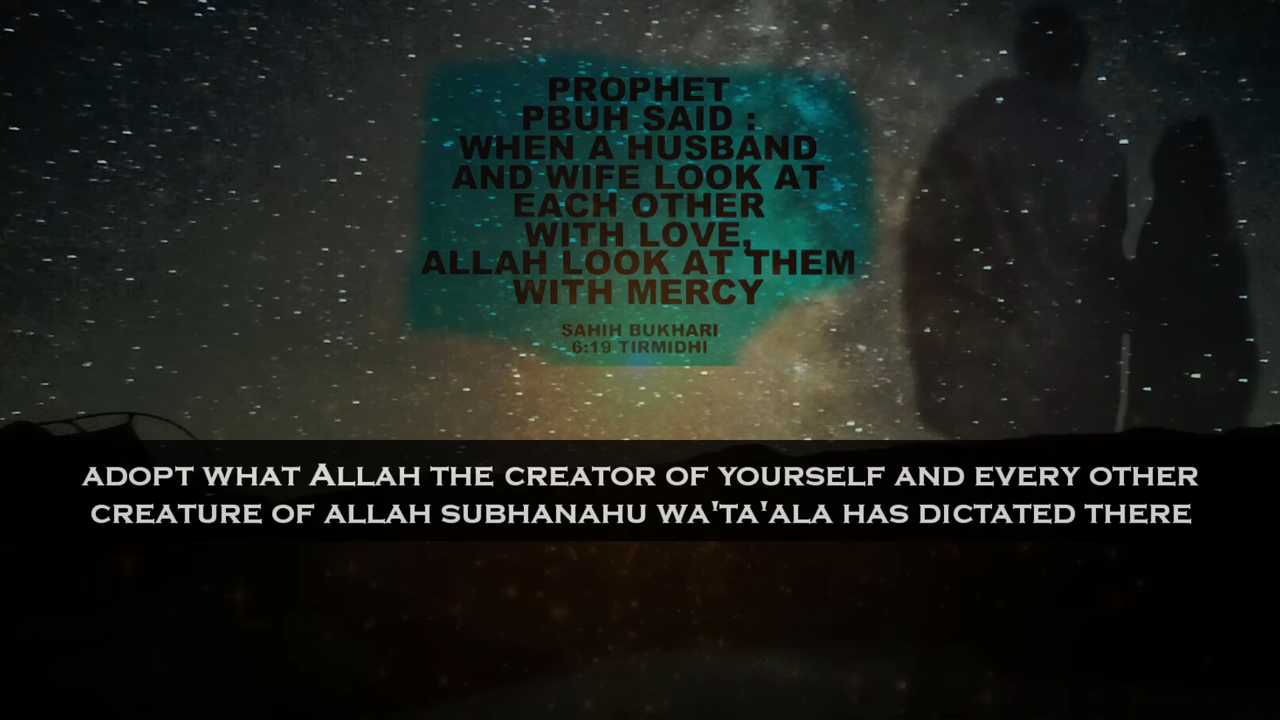 PROPHET
PBUH SAID :
WHEN A HUSBAND
AND WIFE LOOK AT
EACH OTHER
WITH LOVE,
ALLAH LOOK AT THEM
WITH MERCY
SAHIH BUKHARI
6:19 TIRMIDHI
ADOPT WHAT ALLAH THE CREATOR OF YOURSELF AND EVERY OTHER
CREATURE OF ALLAH SUBHANAHU WA'TA'ALA HAS DICTATED THERE